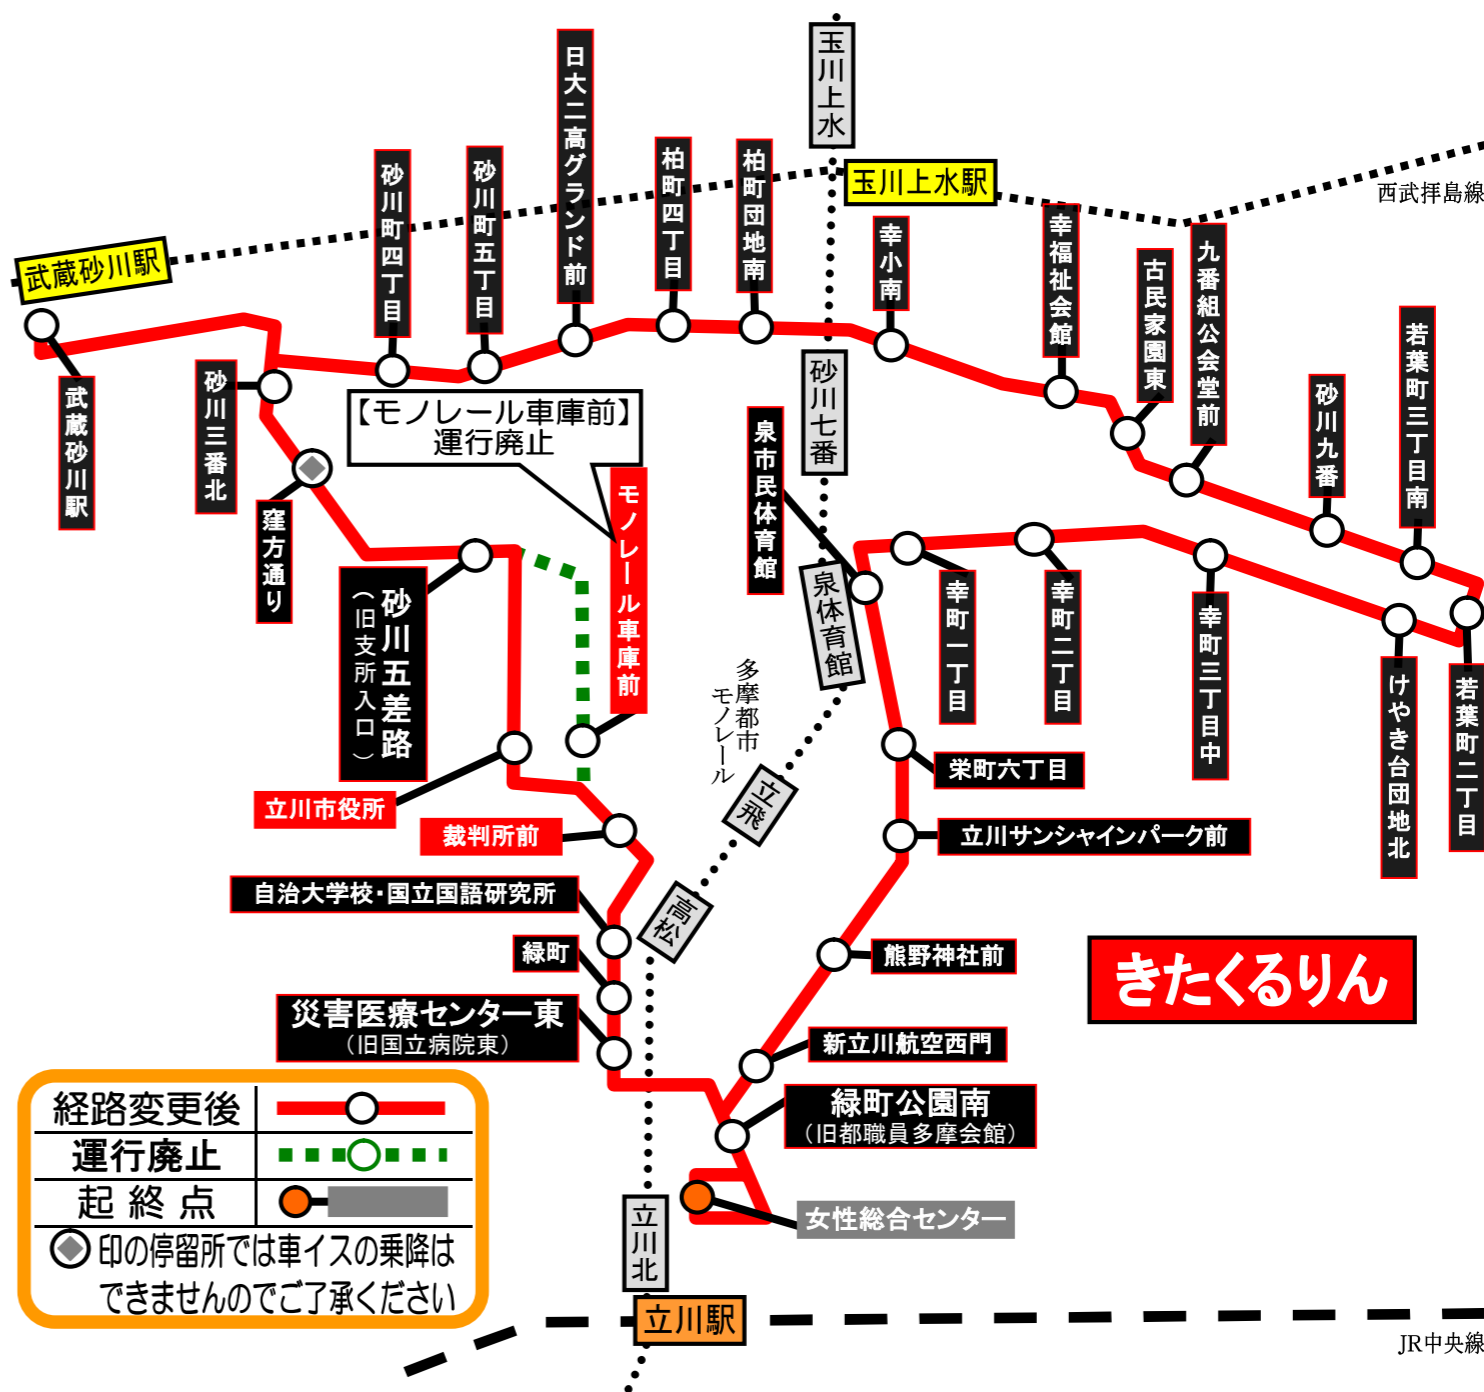 玉川上水
日大二高グランド前
柏町四丁目
柏町団地南
砂川町四丁目
砂川町五丁目
玉川上水駅
西武拝島線
武蔵砂川駅
幸小南
幸福祉会館
古民家園東
九番組公会堂前
若葉町三丁目南
砂川九番
武蔵砂川駅
砂川三番北
【モノレール車庫前】
運行廃止
砂川七番
泉市民体育館
窪方通り
モノレール車庫前
砂川五差路
（旧支所入口）
泉体育館
幸町一丁目
幸町二丁目
幸町三丁目中
けやき台団地北
若葉町二丁目
多摩都市
モノレール
立飛
栄町六丁目
立川市役所
裁判所前
立川サンシャインパーク前
自治大学校・国立国語研究所
高松
緑町
熊野神社前
きたくるりん
災害医療センター東
（旧国立病院東）
新立川航空西門
緑町公園南
（旧都職員多摩会館）
女性総合センター
立川北
立川駅
JR中央線
経路変更後
運行廃止
起終点
印の停留所では車イスの乗降は
できませんのでご了承ください